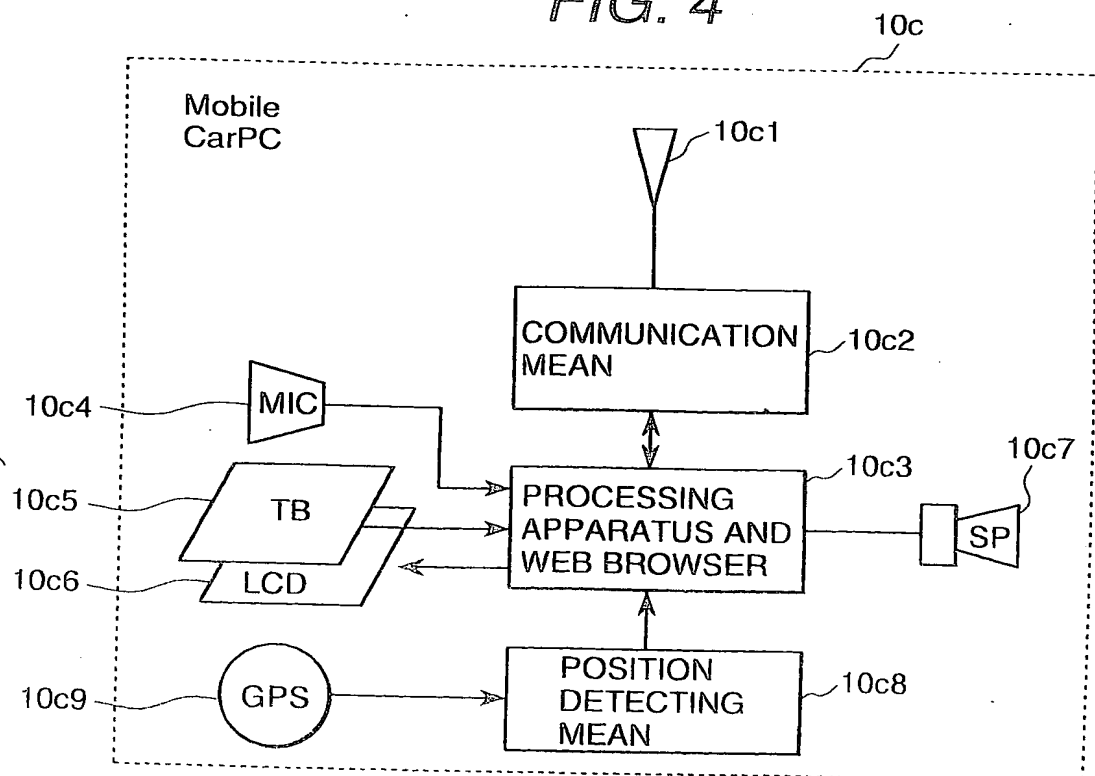 FIG. 4
10c
Mobile
CarPC
10c1
COMMUNICATION
MEAN
10c2
MIC
10c4
10c3
10c7
TB
10c5
PROCESSING
APPARATUS AND
WEB BROWSER
SP
LCD
10c6
GPS
10c9
POSITION
DETECTING
MEAN
10c8